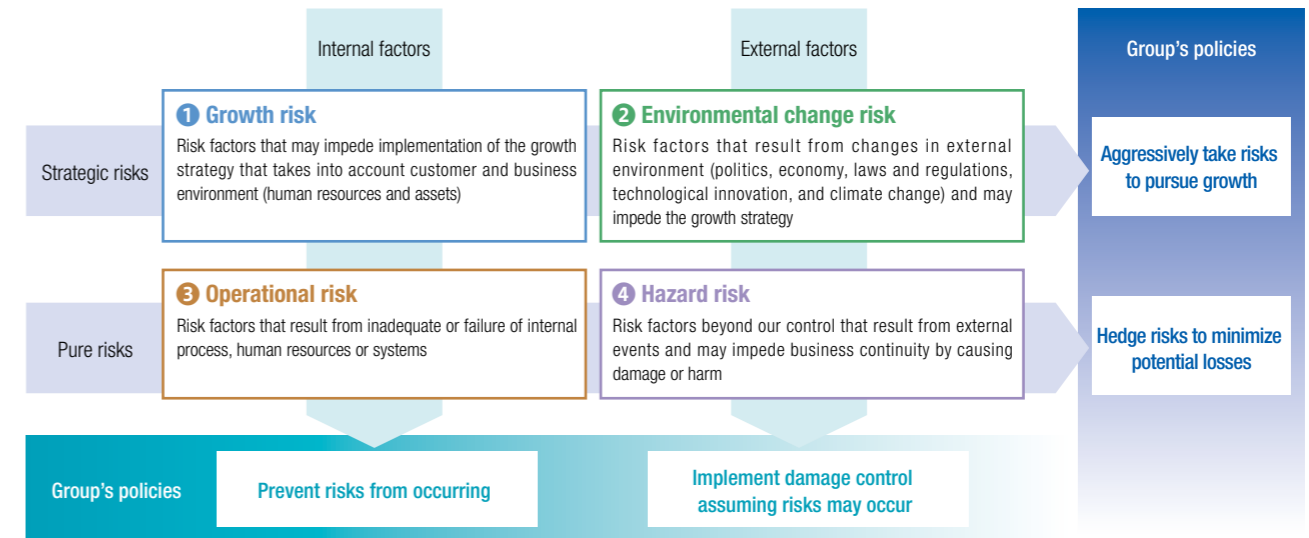 Internal factors
External factors
Group's policies
Strategic risks
❶ Growth risk
Risk factors that may impede implementation of the growth
strategy that takes into account customer and business
environment (human resources and assets)
❷ Environmental change risk
Risk factors that result from changes in external
environment (politics, economy, laws and regulations,
technological innovation, and climate change) and may
impede the growth strategy
Aggressively take risks
to pursue growth
Pure risks
❸ Operational risk
Risk factors that result from inadequate or failure of internal
process, human resources or systems
❹ Hazard risk
Risk factors beyond our control that result from external
events and may impede business continuity by causing
damage or harm
Hedge risks to minimize
potential losses
Group's policies
Prevent risks from occurring
Implement damage control
assuming risks may occur